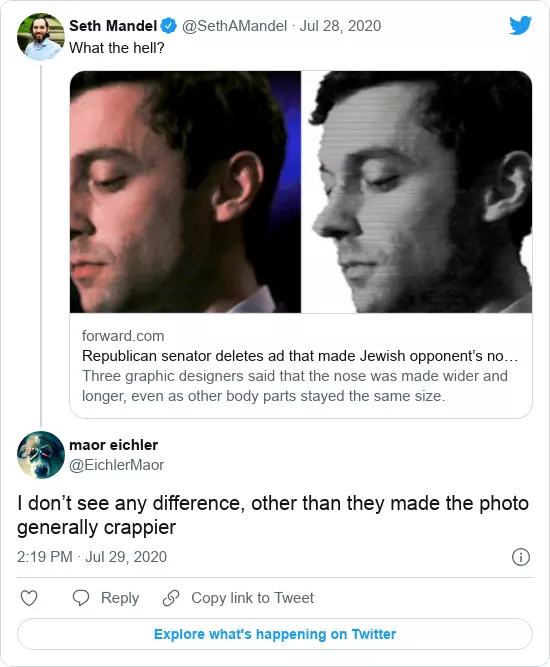 Seth Mandel @SethAMandel · Jul 28, 2020
What the hell?
forward.com
Republican senator deletes ad that made Jewish opponent’s no…
Three graphic designers said that the nose was made wider and
longer, even as other body parts stayed the same size.
maor eichler
@EichlerMaor
I don’t see any difference, other than they made the photo
generally crappier
2:19 PM · Jul 29, 2020
Reply
Copy link to Tweet
Explore what's happening on Twitter